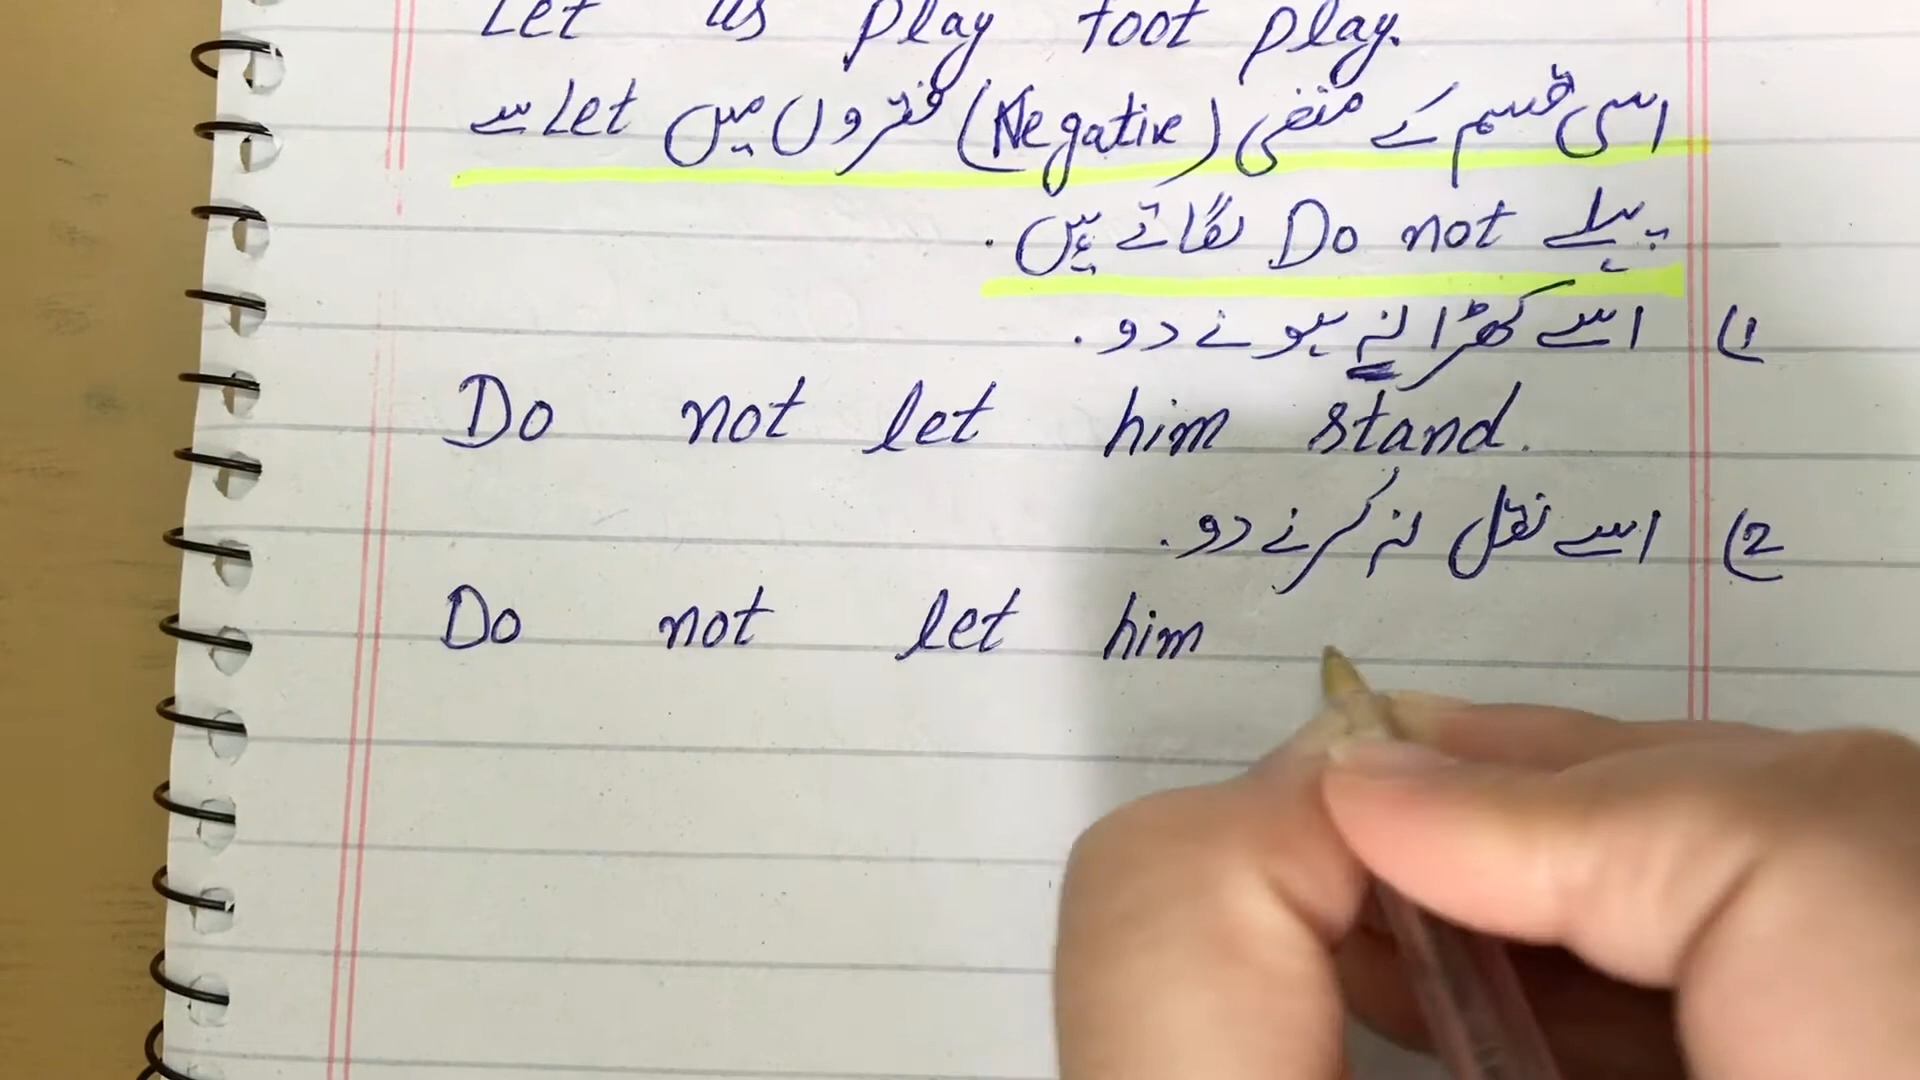 Let us play foot play.
اسی قسم کے منفی (Negative) فقروں میں Let سے
پہلے Do not لگاتے ہیں.
1) اسے کھڑا نہ ہونے دو.
Do not let him stand.
2) اسے نقل نہ کرنے دو.
Do not let him